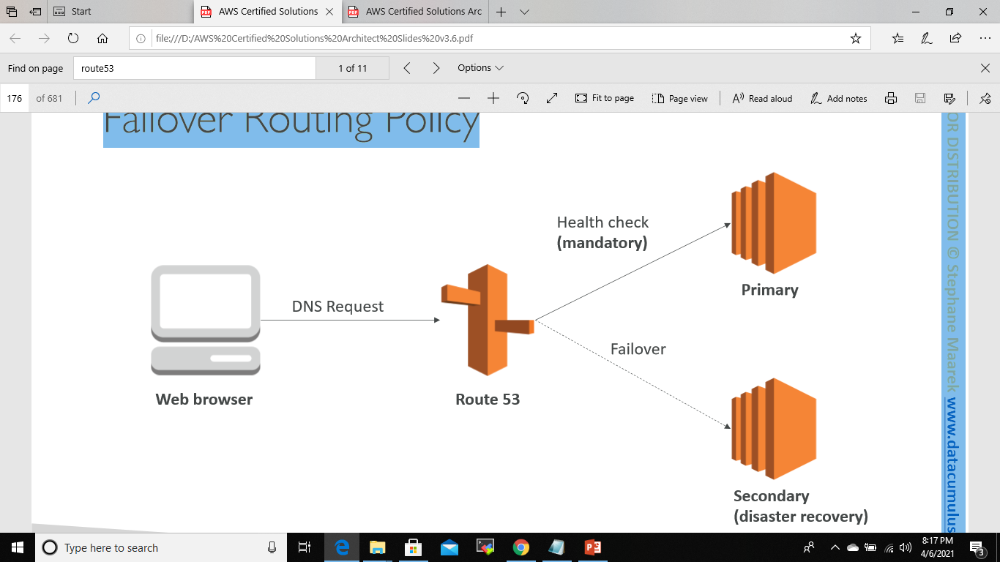 Start
AWS Certified Solutions
AWS Certified Solutions Arc
file:///D:/AWS%20Certified%20Solutions%20Architect%20Slides%20v3.6.pdf
Find on page
route53
1 of 11
Options
176
of 681
Fit to page
Page view
Read aloud
Add notes
Failover Routing Policy
Health check
(mandatory)
Primary
DNS Request
Failover
Web browser
Route 53
Secondary
(disaster recovery)
OR DISTRIBUTION © Stephane Maarek www.datacumulus
Type here to search
8:17 PM
4/6/2021
3